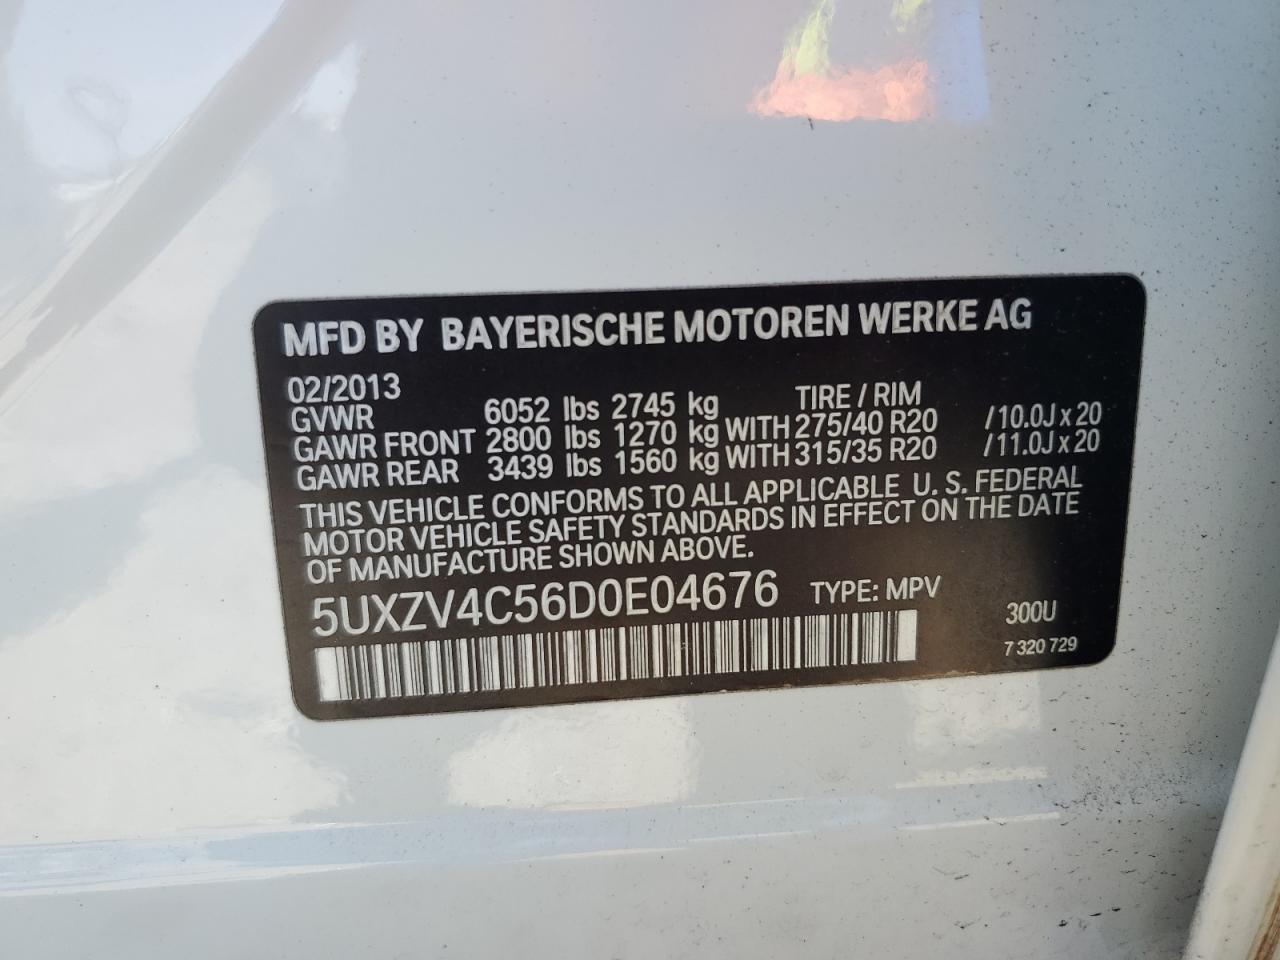 MFD BY BAYERISCHE MOTOREN WERKE AG
02/2013 TIRE / RIM
GVWR 6052 lbs 2745 kg
GAWR FRONT 2800 lbs 1270 kg WITH 275/40 R20 /10.0J x 20
GAWR REAR 3439 lbs 1560 kg WITH 315/35 R20 /11.0J x 20
THIS VEHICLE CONFORMS TO ALL APPLICABLE U. S. FEDERAL
MOTOR VEHICLE SAFETY STANDARDS IN EFFECT ON THE DATE
OF MANUFACTURE SHOWN ABOVE.
5UXZV4C56D0E04676 TYPE: MPV
300U
7 320 729